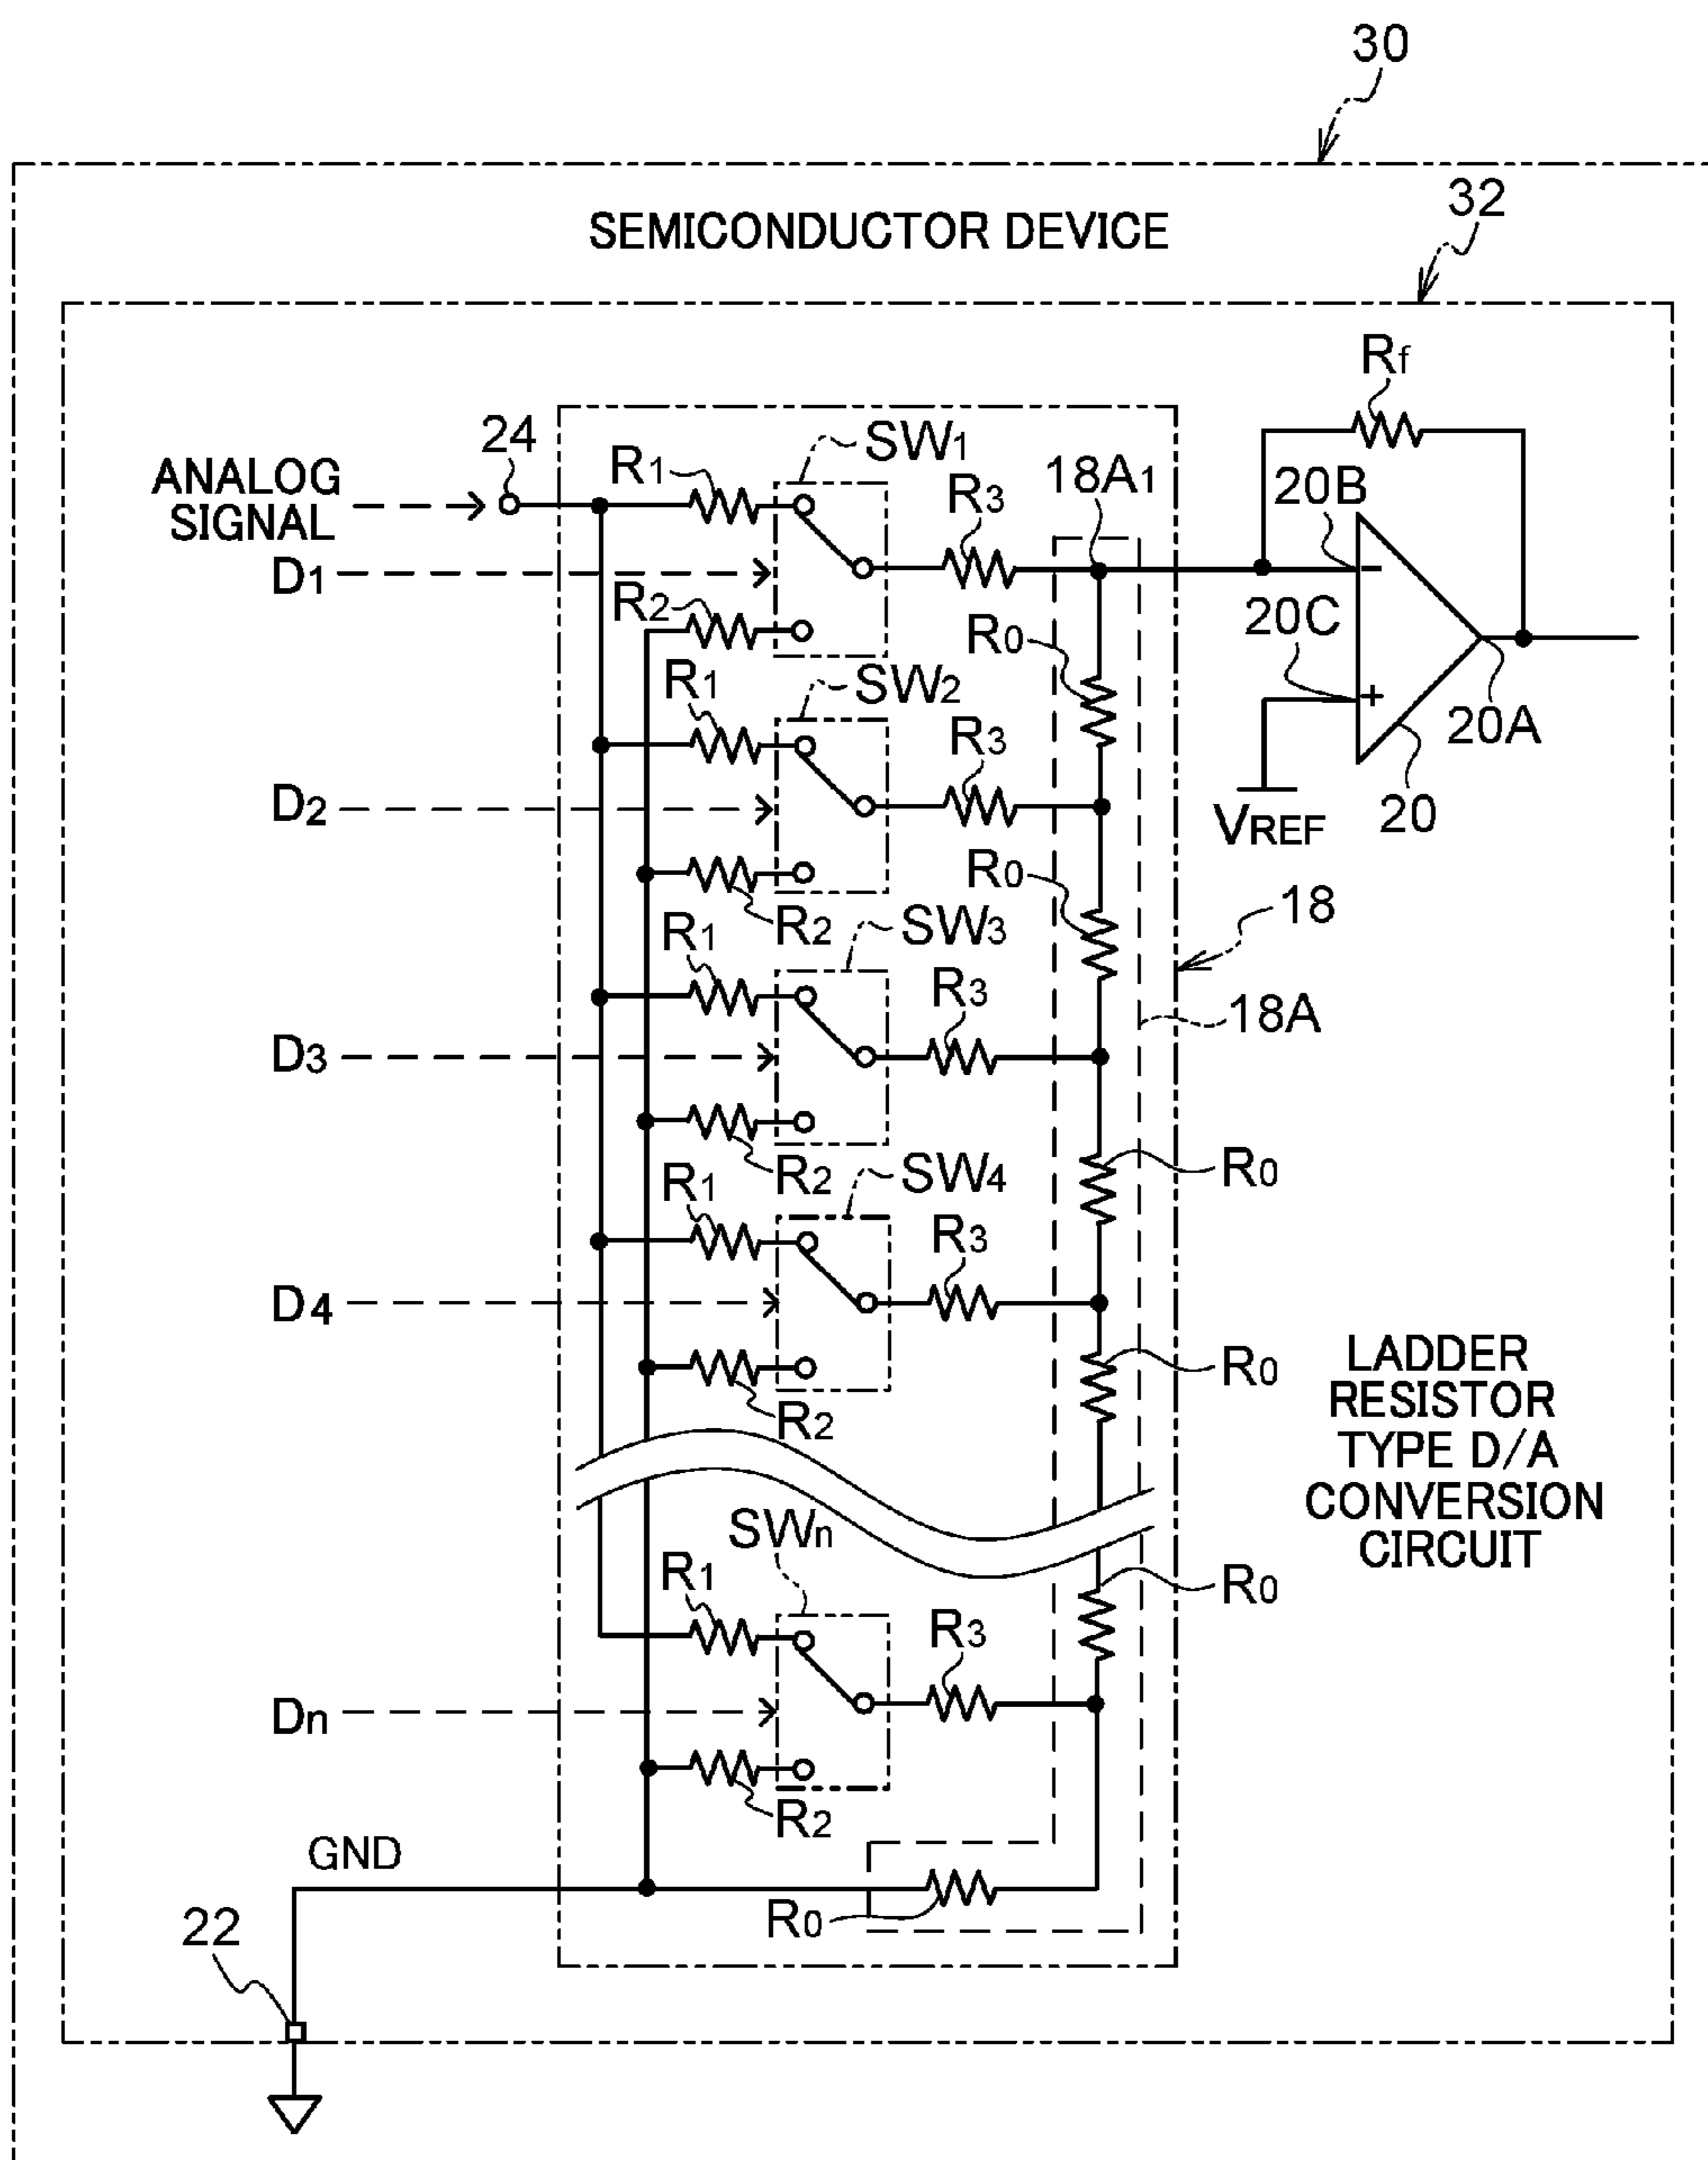 30
SEMICONDUCTOR DEVICE
32
Rf
24
SW1
ANALOG
SIGNAL
R1
R3
18A1
20B
D1
R2
R0
20C
R1
SW2
20A
D2
R3
VREF
20
R0
R2
SW3
18
R1
R3
18A
D3
R2
SW4
R0
R1
R3
D4
R0
LADDER
RESISTOR
TYPE D/A
CONVERSION
CIRCUIT
R2
SWn
R1
R0
R3
Dn
R2
GND
R0
22